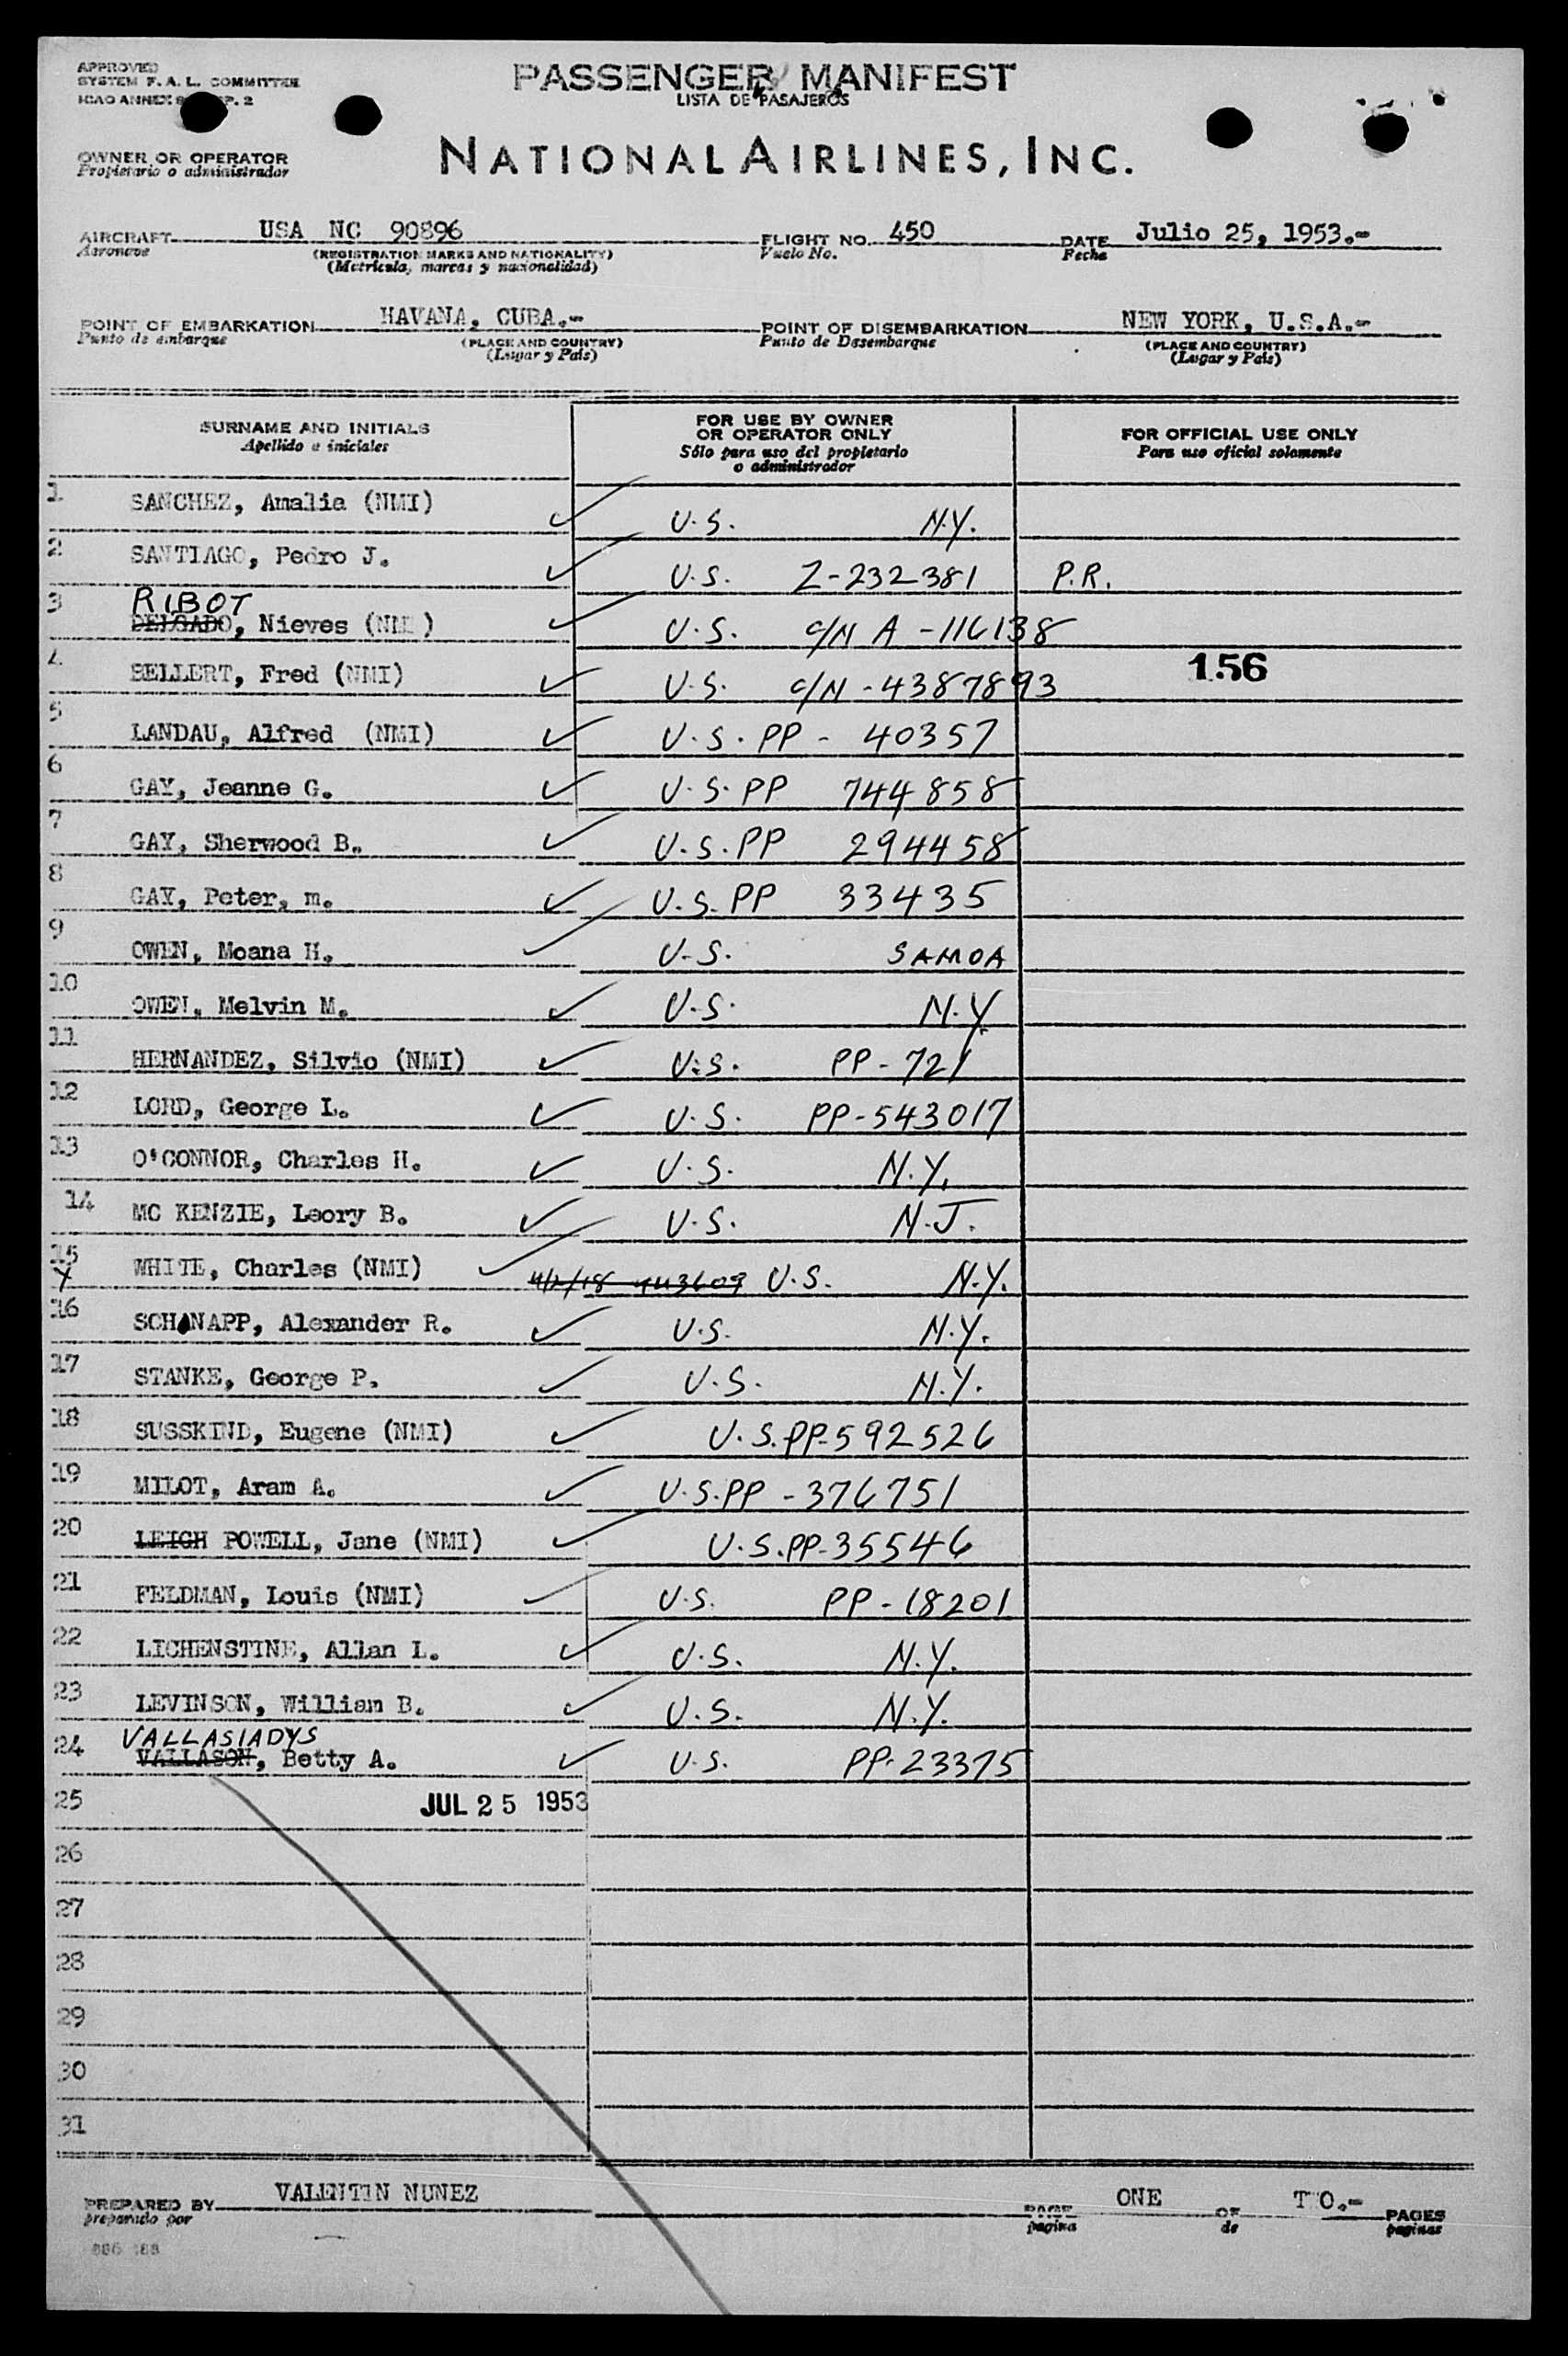 APPROVED
SYSTEM F. A. L. COMMITTEE
ICAO ANNEX 9 P. 2
PASSENGER MANIFEST
LISTA DE PASAJEROS
OWNER OR OPERATOR
Propietario o administrador
NATIONAL AIRLINES, INC.
AIRCRAFT USA NC 90896 FLIGHT NO. 450 DATE Julio 25, 1953.-
Aeronave (REGISTRATION MARKS AND NATIONALITY) Vuelo No. Fecha
(Matrícula, marcas y nacionalidad)
POINT OF EMBARKATION HAVANA, CUBA.- POINT OF DISEMBARKATION NEW YORK, U.S.A.-
Punto de embarque (PLACE AND COUNTRY) Punto de Desembarque (PLACE AND COUNTRY)
(Lugar y País) (Lugar y País)
SURNAME AND INITIALS FOR USE BY OWNER FOR OFFICIAL USE ONLY
Apellido e iniciales OR OPERATOR ONLY Para uso oficial solamente
Sólo para uso del propietario
o administrador
1 SANCHEZ, Amalia (NMI) U.S. N.Y.
2 SANTIAGO, Pedro J. U.S. Z-232381 P.R.
RIBOT
3 DELGADO, Nieves (NM ) U.S. C/N A-116138
156
4 BELLERT, Fred (NMI) U.S. C/N-4387893
5 LANDAU, Alfred (NMI) U.S. PP - 40357
6 GAY, Jeanne G. U.S. PP 744858
7 GAY, Sherwood B. U.S. PP 294458
8 GAY, Peter, m. U.S. PP 33435
9 OWEN, Moana H. U.S. SAMOA
10 OWEN, Melvin M. U.S. N.Y.
11 HERNANDEZ, Silvio (NMI) U.S. PP-721
12 LORD, George L. U.S. PP-543017
13 O'CONNOR, Charles H. U.S. N.Y.
14 MC KENZIE, Leory B. U.S. N.J.
15 WHITE, Charles (NMI) U.S. N.Y.
16 SCHNAPP, Alexander R. U.S. N.Y.
17 STANKE, George P. U.S. N.Y.
18 SUSSKIND, Eugene (NMI) U.S. PP-592526
19 MILOT, Aram A. U.S. PP-376751
20 LEIGH POWELL, Jane (NMI) U.S. PP-35546
21 FELDMAN, Louis (NMI) U.S. PP-18201
22 LICHENSTINE, Allan L. U.S. N.Y.
23 LEVINSON, William B. U.S. N.Y.
VALLASIADYS
24 VALLASON, Betty A. U.S. PP-23375
25 JUL 25 1953
26
27
28
29
30
31
PREPARED BY VALENTIN NUNEZ PAGE ONE OF T O.- PAGES
preparado por pagina de paginas